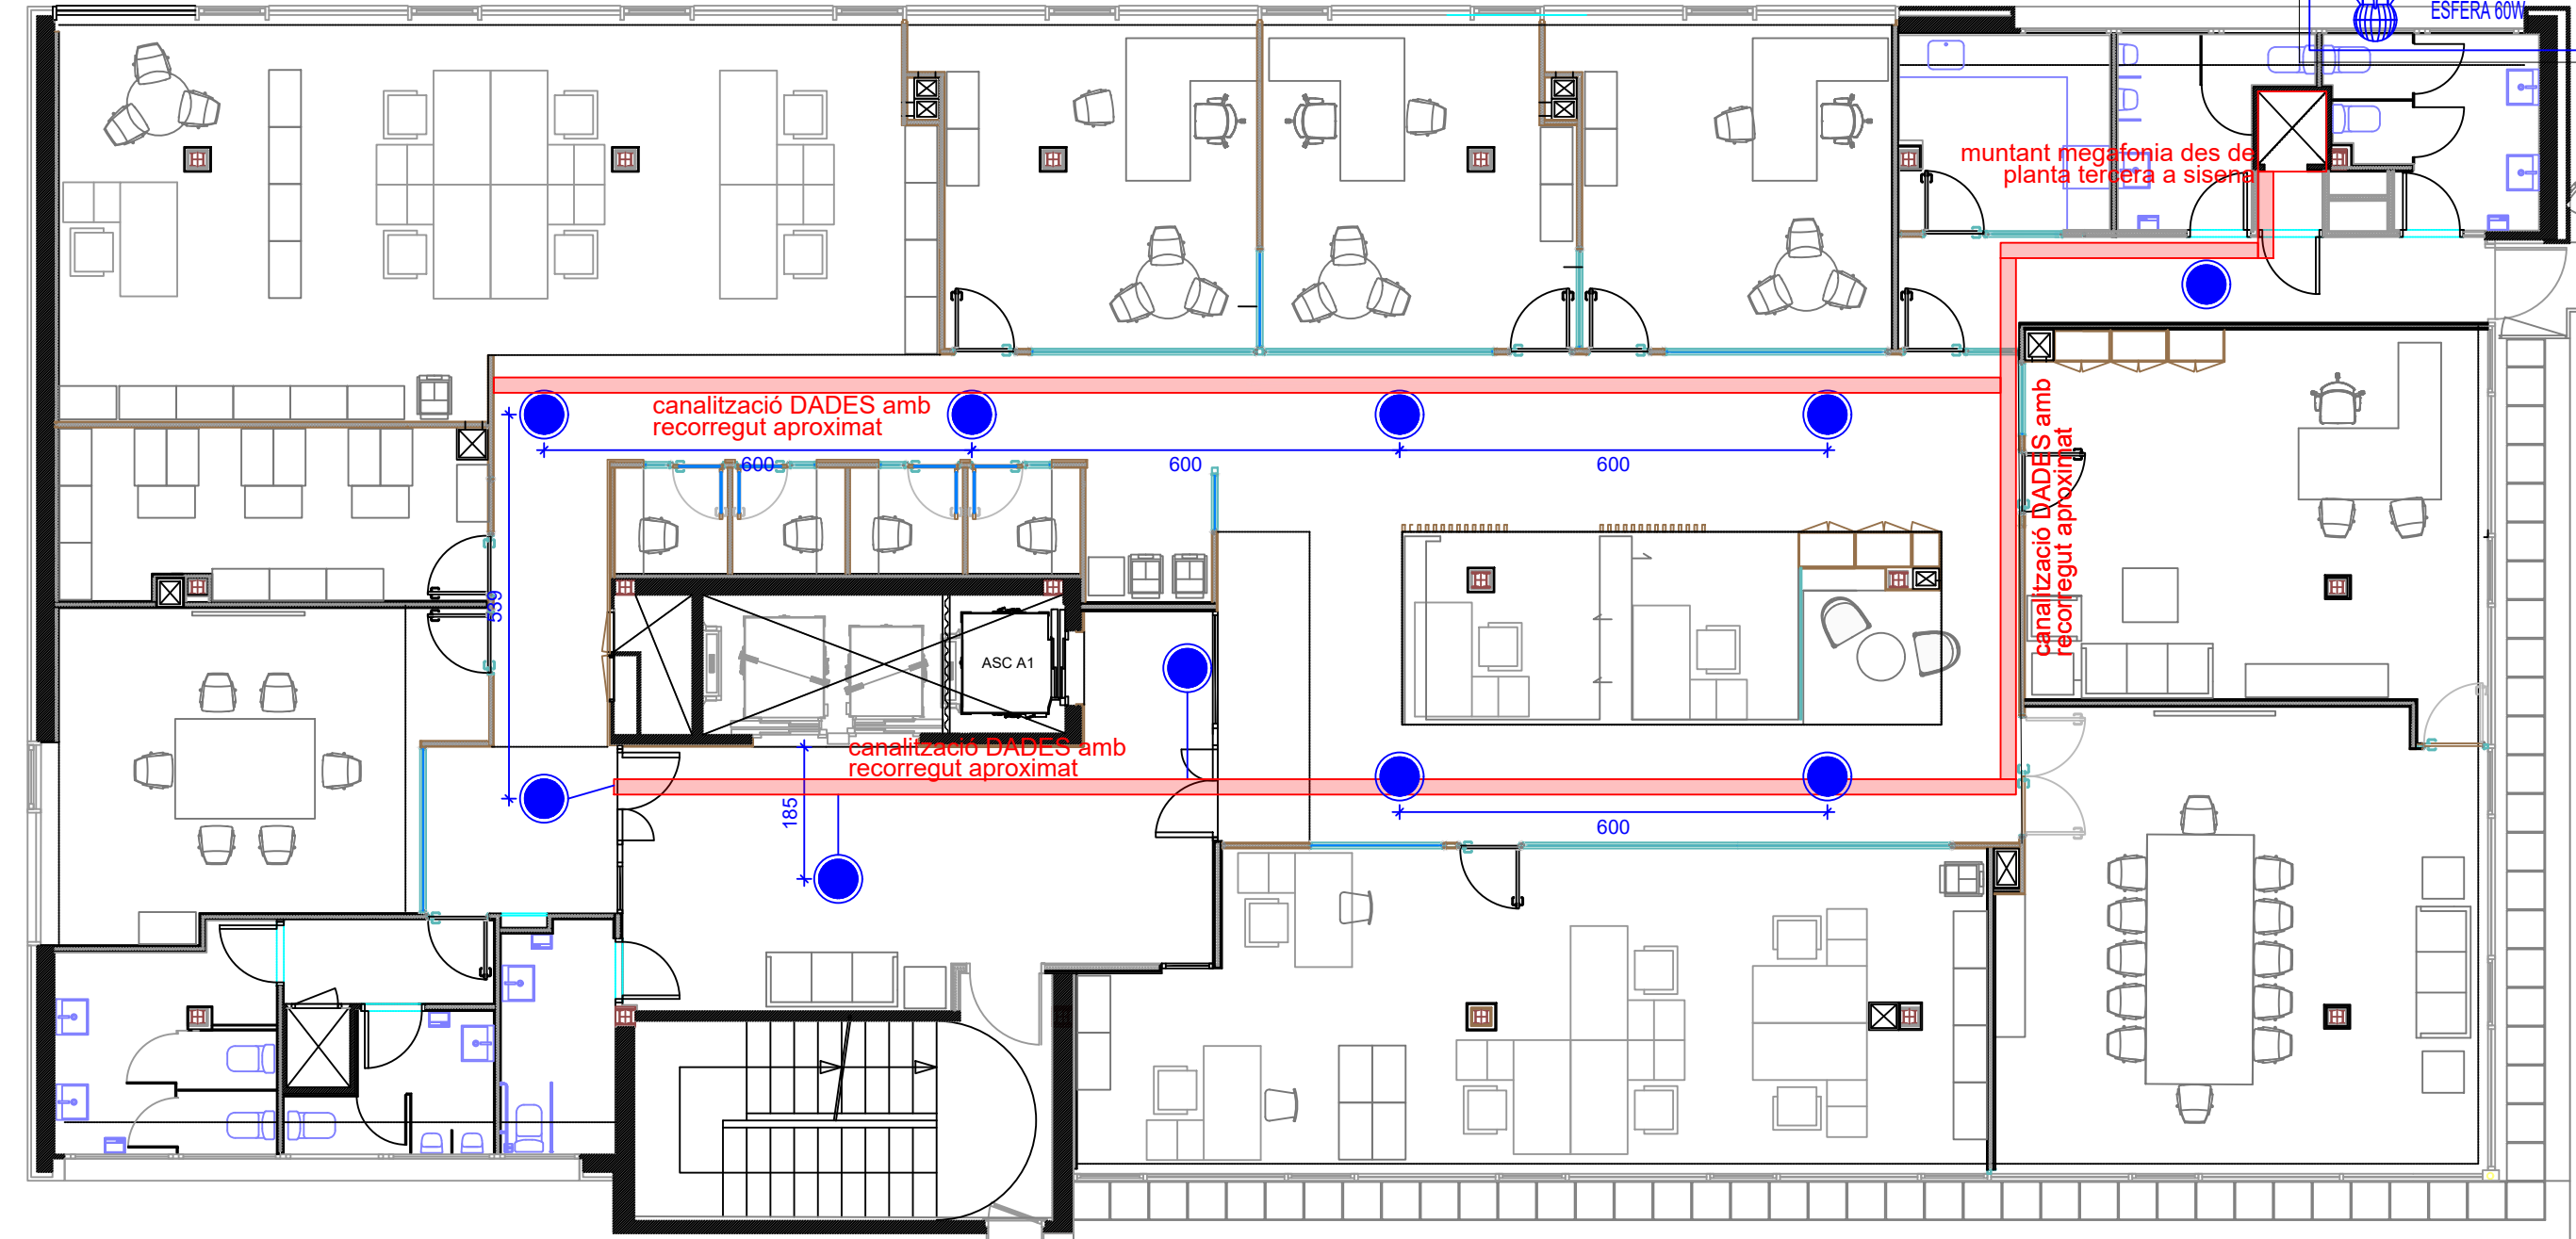 ESFERA 60W
muntant megafonia des de
planta tercera a sisena
canalització DADES amb
recorregut aproximat
600
600
600
canalització DADES amb
recorregut aproximat
539
ASC A1
canalització DADES amb
recorregut aproximat
185
600